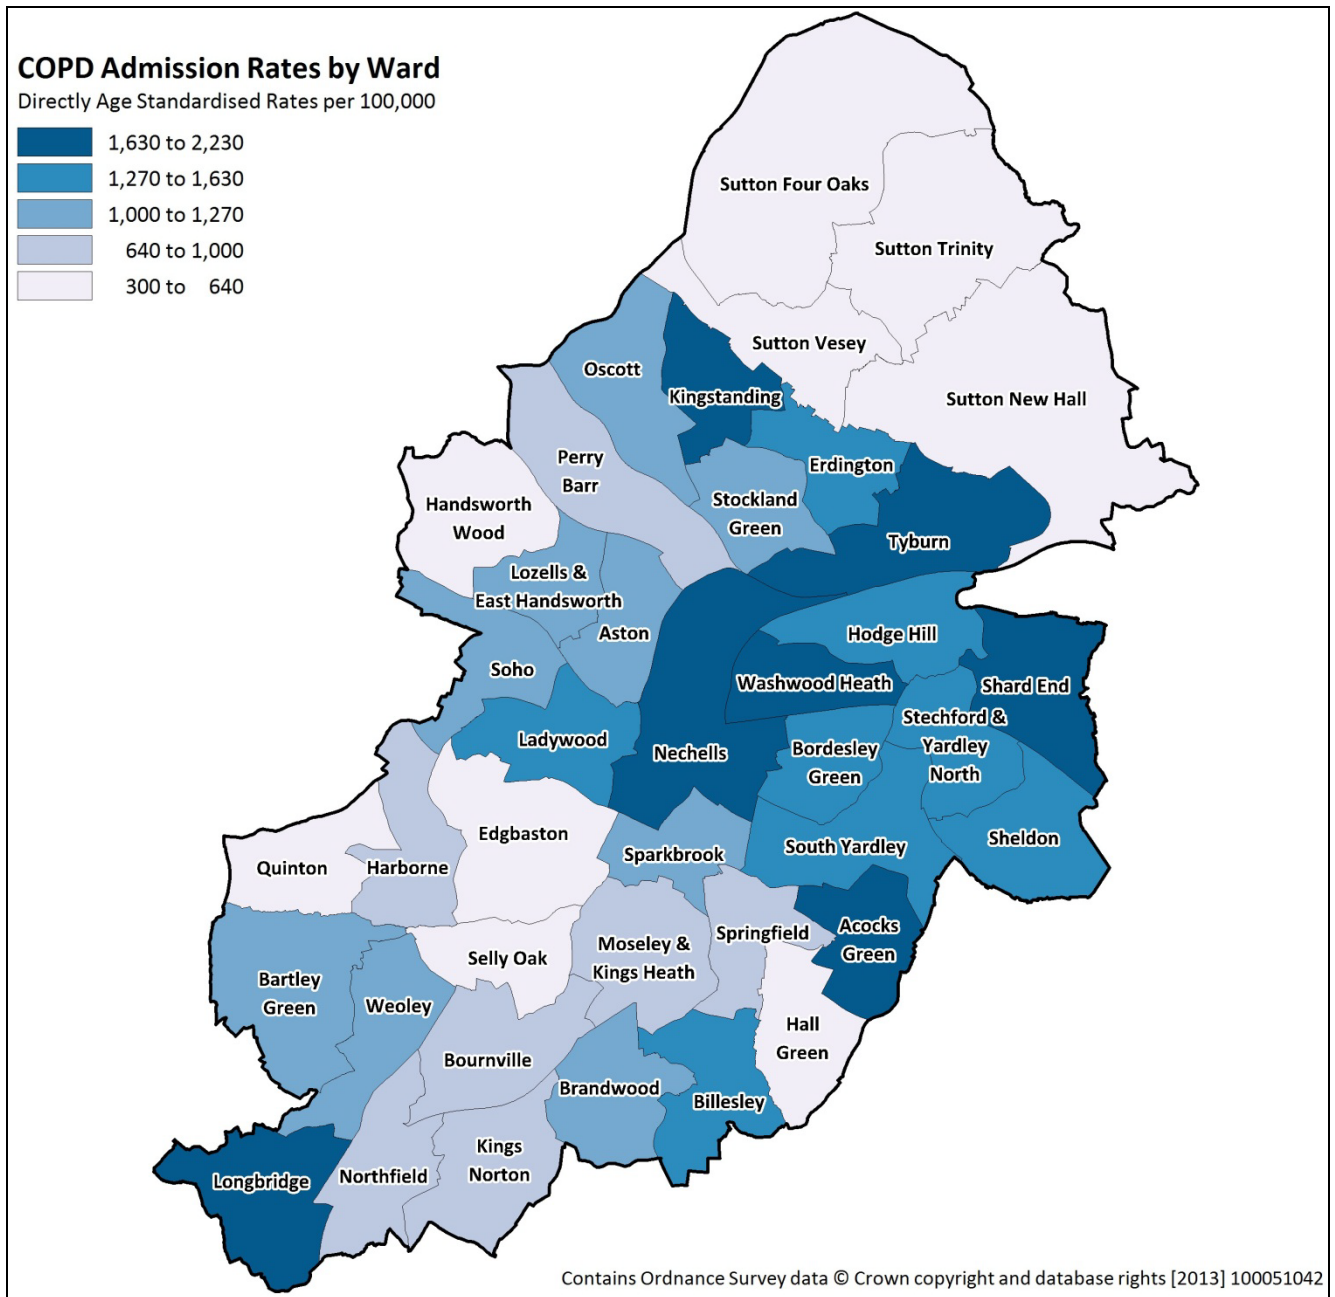 COPD Admission Rates by Ward
Directly Age Standardised Rates per 100,000
1,630 to 2,230
1,270 to 1,630
1,000 to 1,270
640 to 1,000
300 to 640
Sutton Four Oaks
Sutton Trinity
Sutton Vesey
Sutton New Hall
Oscott
Kingstanding
Perry
Barr
Erdington
Handsworth
Wood
Stockland
Green
Tyburn
Lozells &
East Handsworth
Aston
Hodge Hill
Soho
Washwood Heath
Shard End
Ladywood
Nechells
Bordesley
Green
Stechford &
Yardley
North
Edgbaston
Sparkbrook
South Yardley
Sheldon
Quinton
Harborne
Selly Oak
Moseley &
Kings Heath
Springfield
Acocks
Green
Bartley
Green
Weoley
Hall
Green
Bournville
Brandwood
Billesley
Longbridge
Northfield
Kings
Norton
Contains Ordnance Survey data © Crown copyright and database rights [2013] 100051042